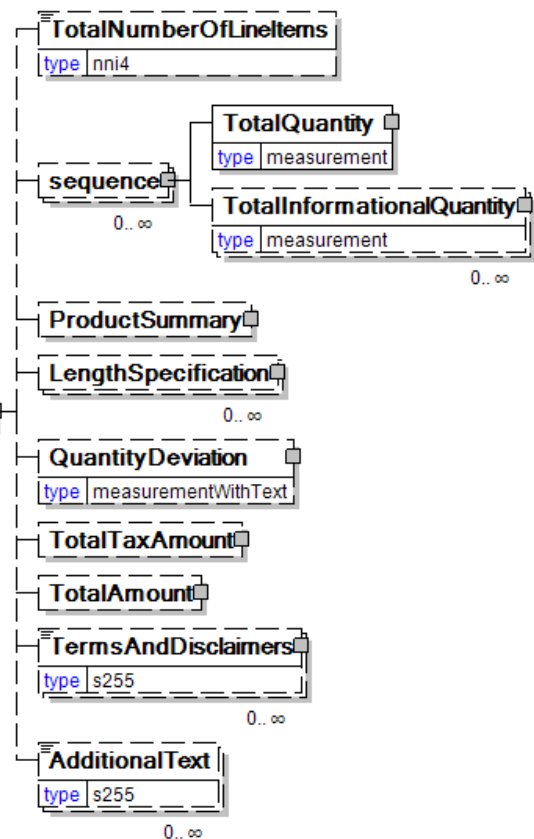 TotalNumberOfLineItems
type nni4
TotalQuantity
type measurement
sequence
0.. ∞
TotalInformationalQuantity
type measurement
0.. ∞
ProductSummary
LengthSpecification
0.. ∞
QuantityDeviation
type measurementWithText
TotalTaxAmount
TotalAmount
TermsAndDisclaimers
type s255
0.. ∞
AdditionalText
type s255
0.. ∞